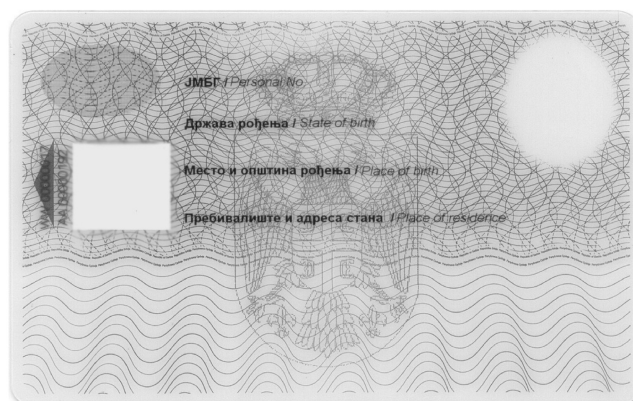 ЈМБГ / Personal No.
Држава рођења / State of birth
Место и општина рођења / Place of birth
Пребивалиште и адреса стана / Place of residence